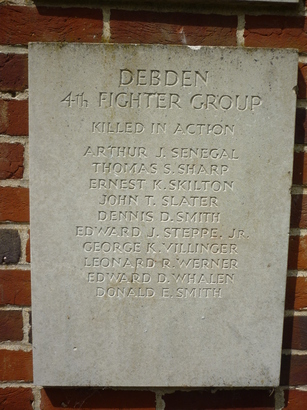 DEBDEN
4TH FIGHTER GROUP
KILLED IN ACTION
ARTHUR J. SENEGAL
THOMAS S. SHARP
ERNEST K. SKILTON
JOHN T. SLATER
DENNIS D. SMITH
EDWARD J. STEPPE, JR.
GEORGE K. VILLINGER
LEONARD R. WERNER
EDWARD D. WHALEN
DONALD E. SMITH